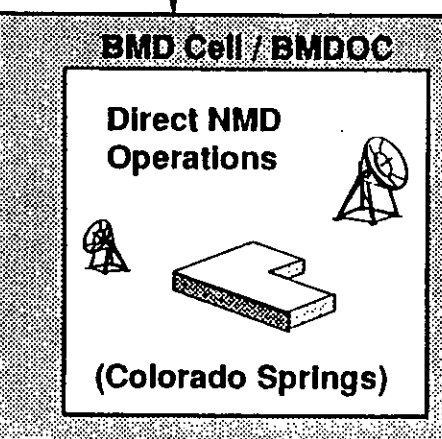 BMD Cell / BMDOC
Direct NMD
Operations
(Colorado Springs)